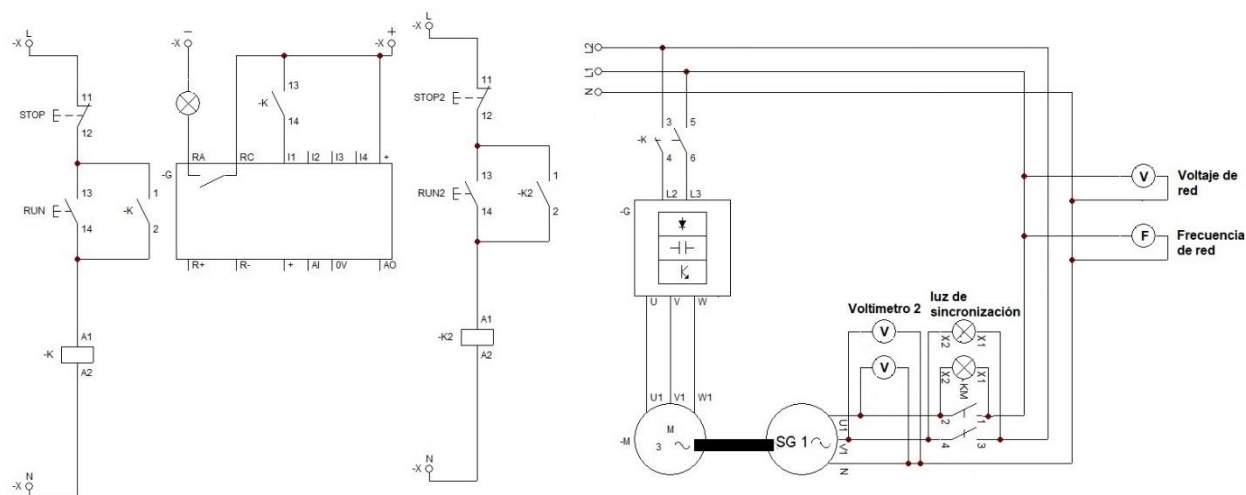 L
-X
STOP
11
12
RUN
13
14
-K
1
2
-K
A1
A2
N
-X
−
-X
+
-X
-K
13
14
-G
RA
RC
I1
I2
I3
I4
+
R+
R-
+
AI
0V
AO
L
-X
STOP2
11
12
RUN2
13
14
-K2
1
2
-K2
A1
A2
N
-X
L2
L1
N
-K
3
5
4
6
-G
L2
L3
U
V
W
U1
V1
W1
-M
M
3
SG 1
U1
V1
N
Voltimetro 2
V
V
luz de
sincronización
X2
X1
X2
X1
-KM
2
1
4
3
V
Voltaje de
red
F
Frecuencia
de red